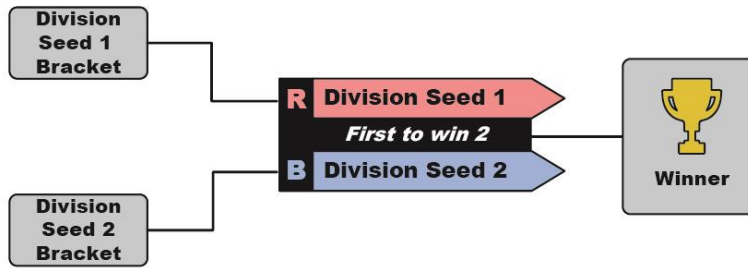 Division
Seed 1
Bracket
R Division Seed 1
First to win 2
B Division Seed 2
Division
Seed 2
Bracket
Winner